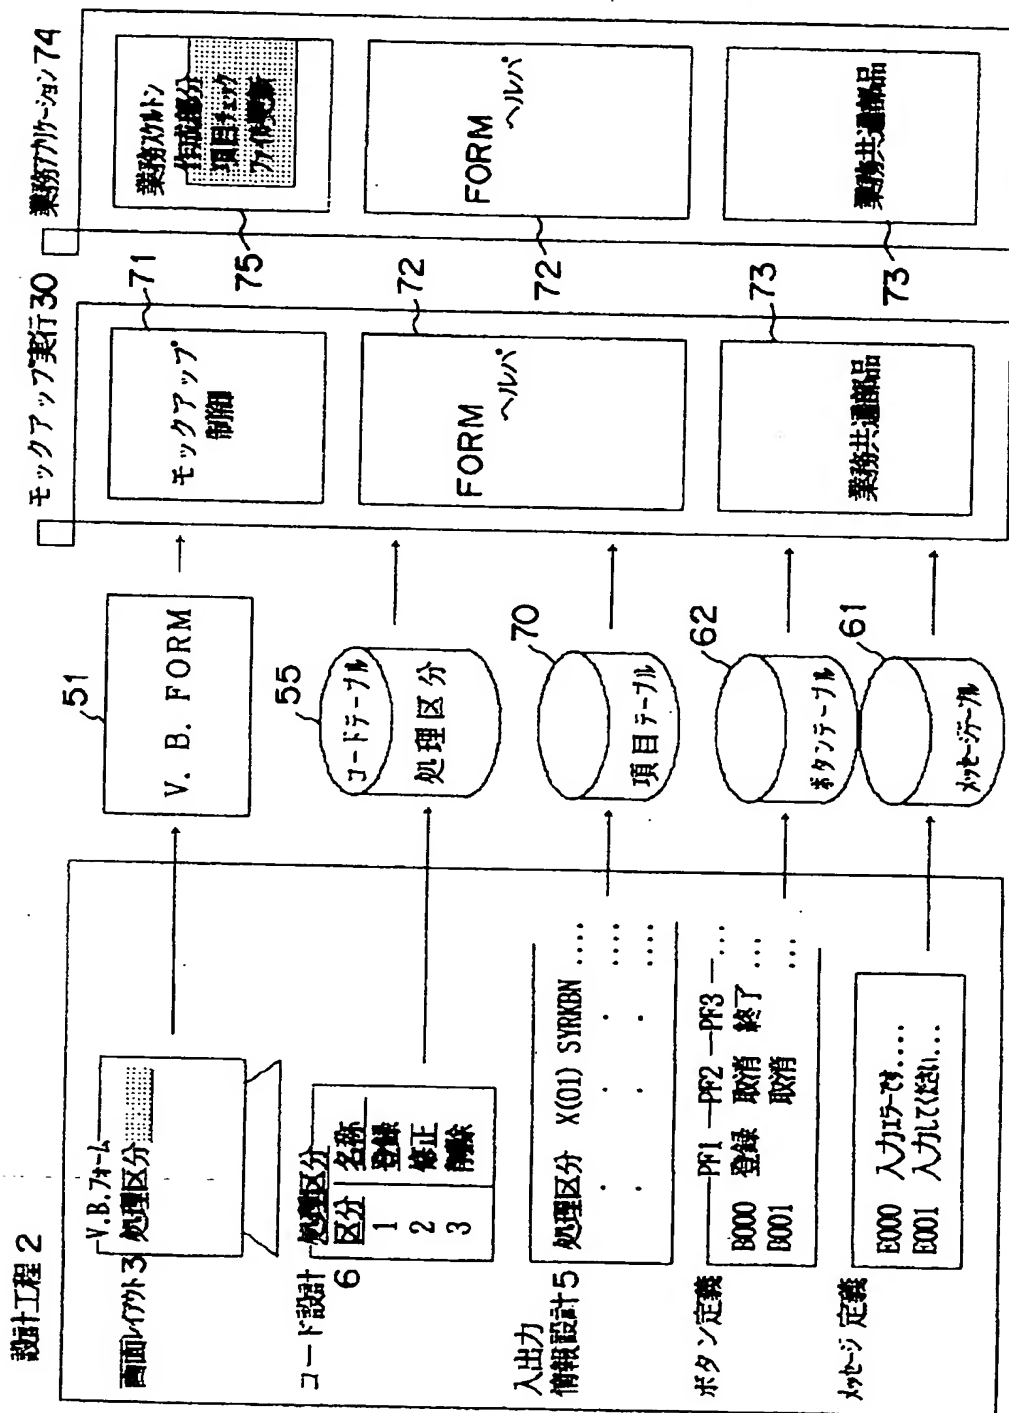 設計工程 2
画面レイアウト 3
V.B.フォーム
処理区分
コード設計
6
処理区分
区分 名称
1 登録
2 修正
3 削除
入出力
情報設計 5
処理区分 X(01) SYRKBN ....
. . ....
. . ....
ボタン定義
PF1 PF2 PF3 ...
B000 登録 取消 終了 ...
B001 取消 ...
メッセージ 定義
E000 入力エラーです....
E001 入力してください...
51
V. B. FORM
55
コードテーブル
処理区分
70
項目テーブル
62
ボタンテーブル
61
メッセージテーブル
モックアップ実行 30
71
モックアップ
制御
72
FORM
ヘルパ
73
業務共通部品
業務アプリケーション 74
業務スケルトン
作成部分
項目チェック
ファイル更新
75
FORM
ヘルパ
72
業務共通部品
73